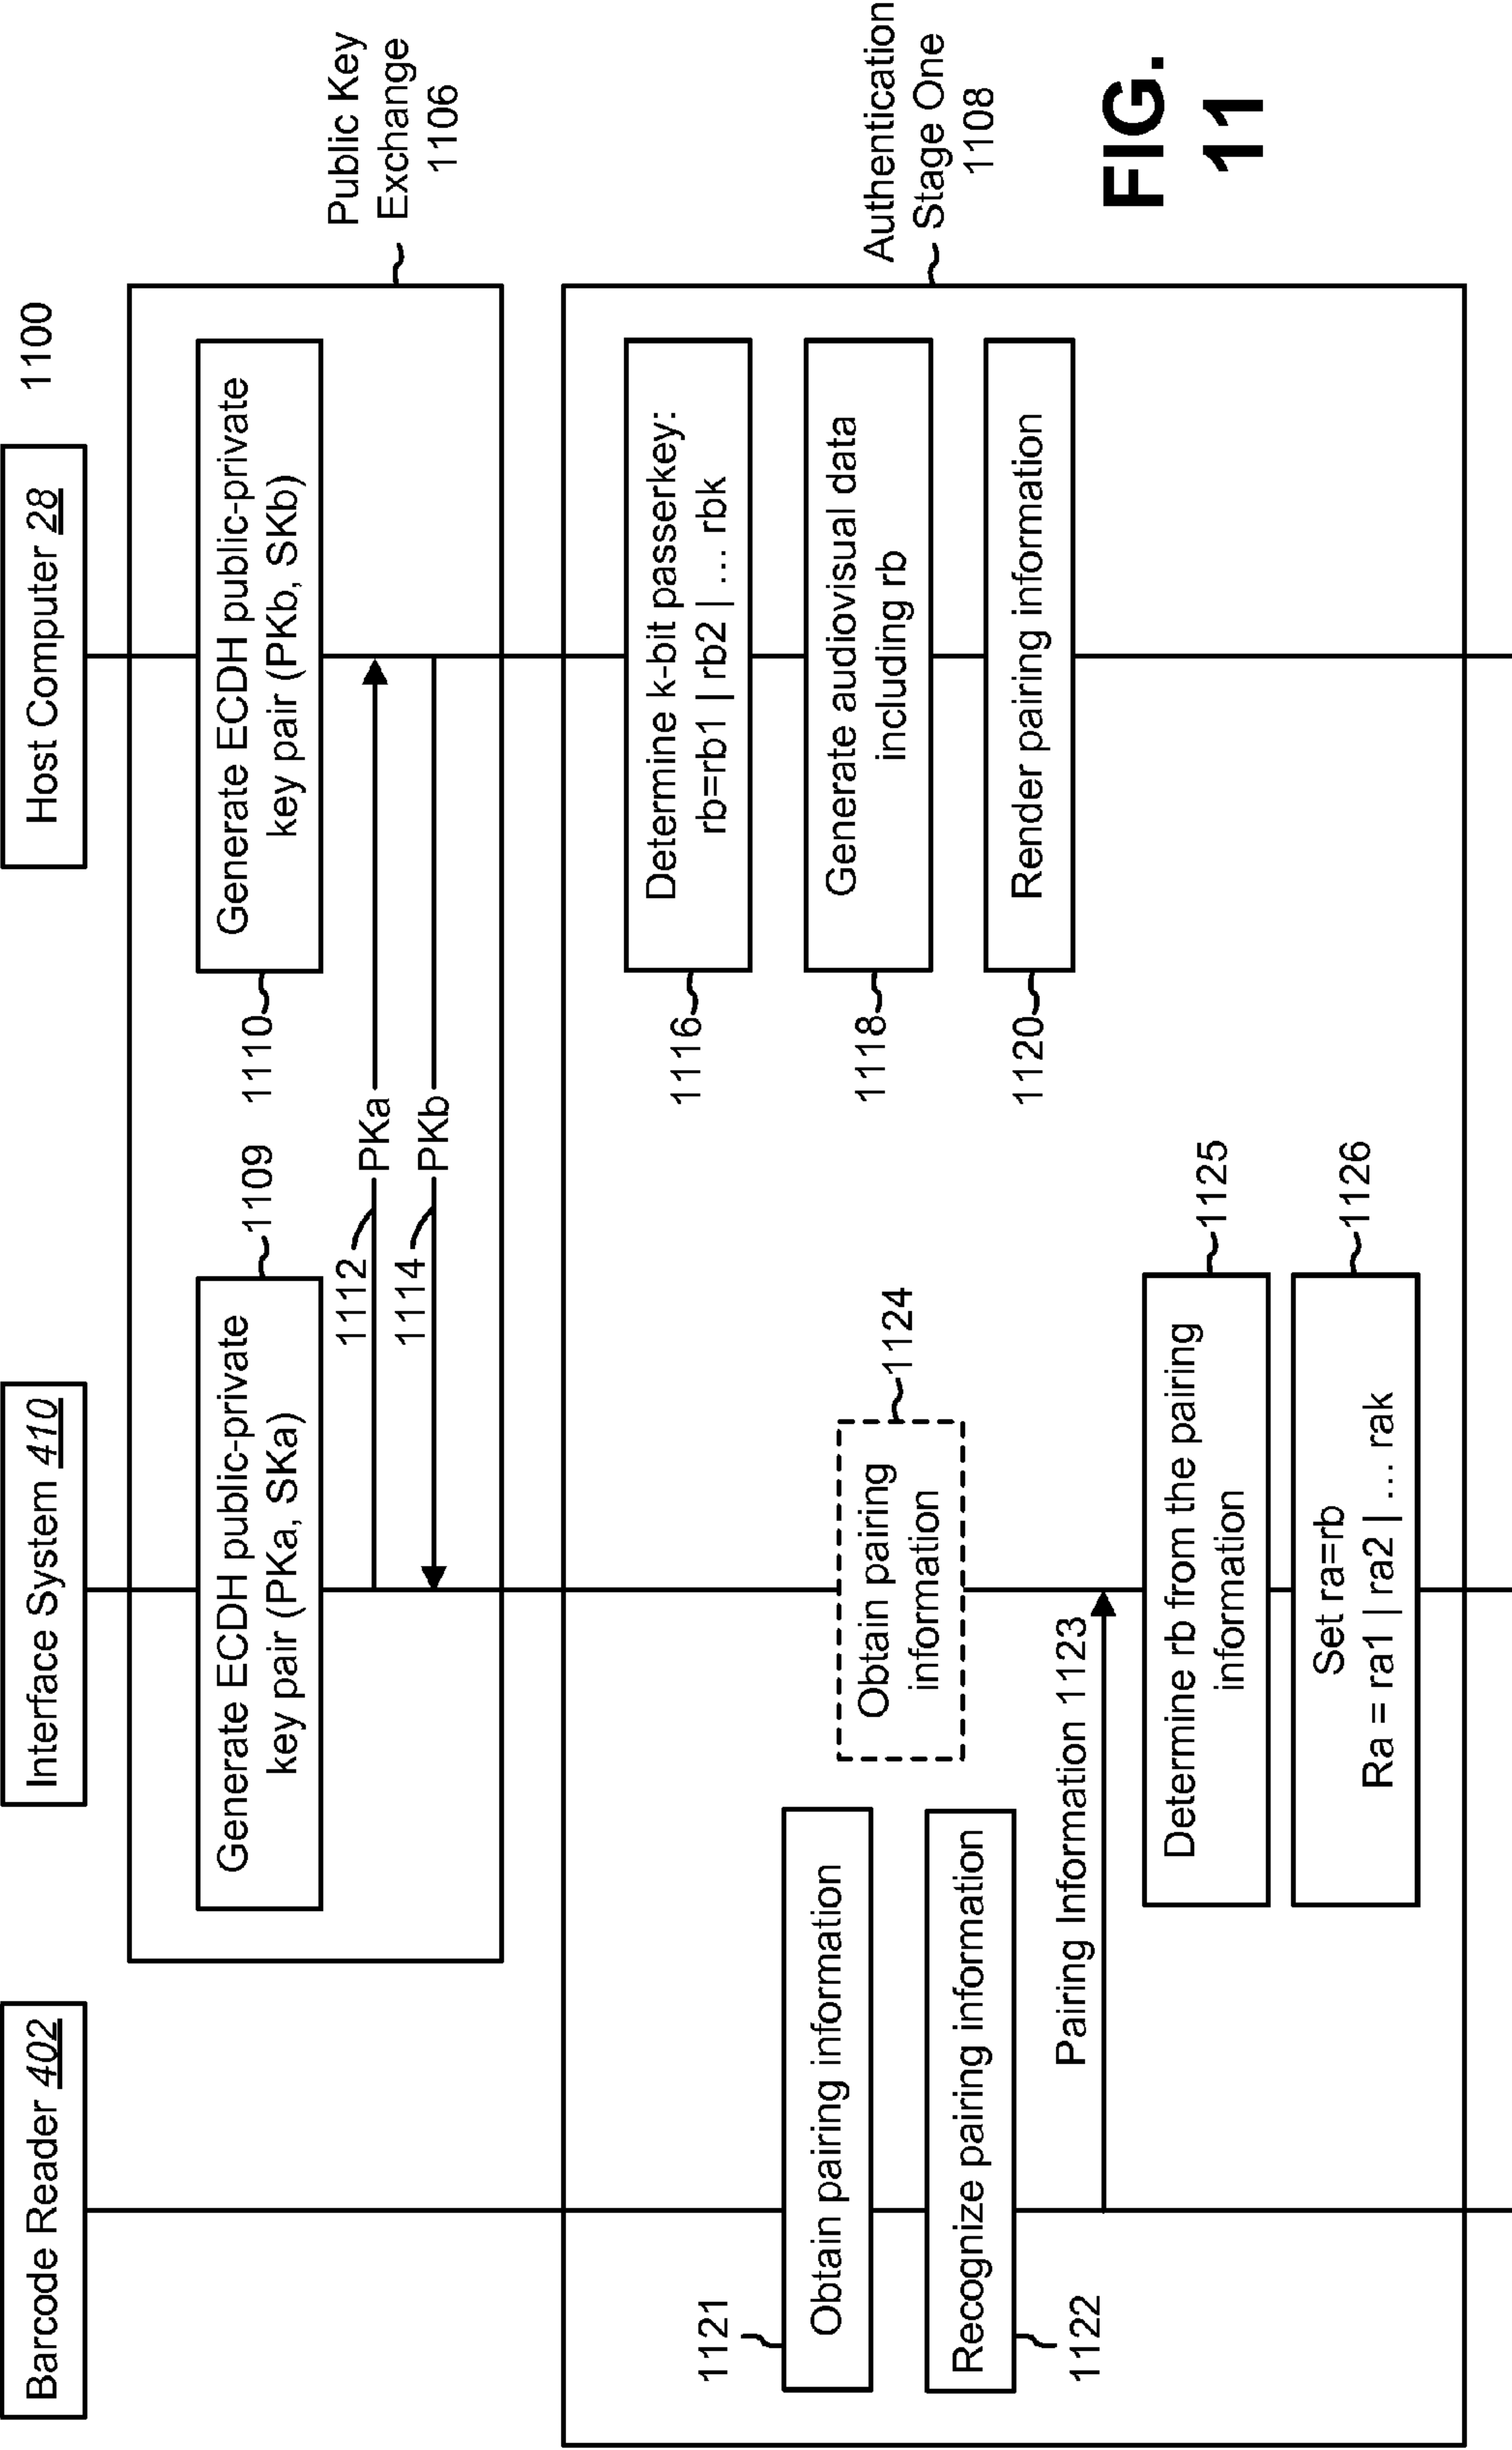 Barcode Reader 402
Interface System 410
Host Computer 28
1100
Generate ECDH public-private
key pair (PKa, SKa)
1109
Generate ECDH public-private
key pair (PKb, SKb)
1110
Public Key
Exchange
1106
1112
PKa
1114
PKb
Determine k-bit passerkey:
rb=rb1 | rb2 | ... rbk
1116
Authentication
Stage One
1108
Generate audiovisual data
including rb
1118
Render pairing information
1120
1121
Obtain pairing information
Obtain pairing
information
1124
Recognize pairing information
1122
Pairing Information 1123
Determine rb from the pairing
information
1125
Set ra=rb
Ra = ra1 | ra2 | ... rak
1126
FIG.
11